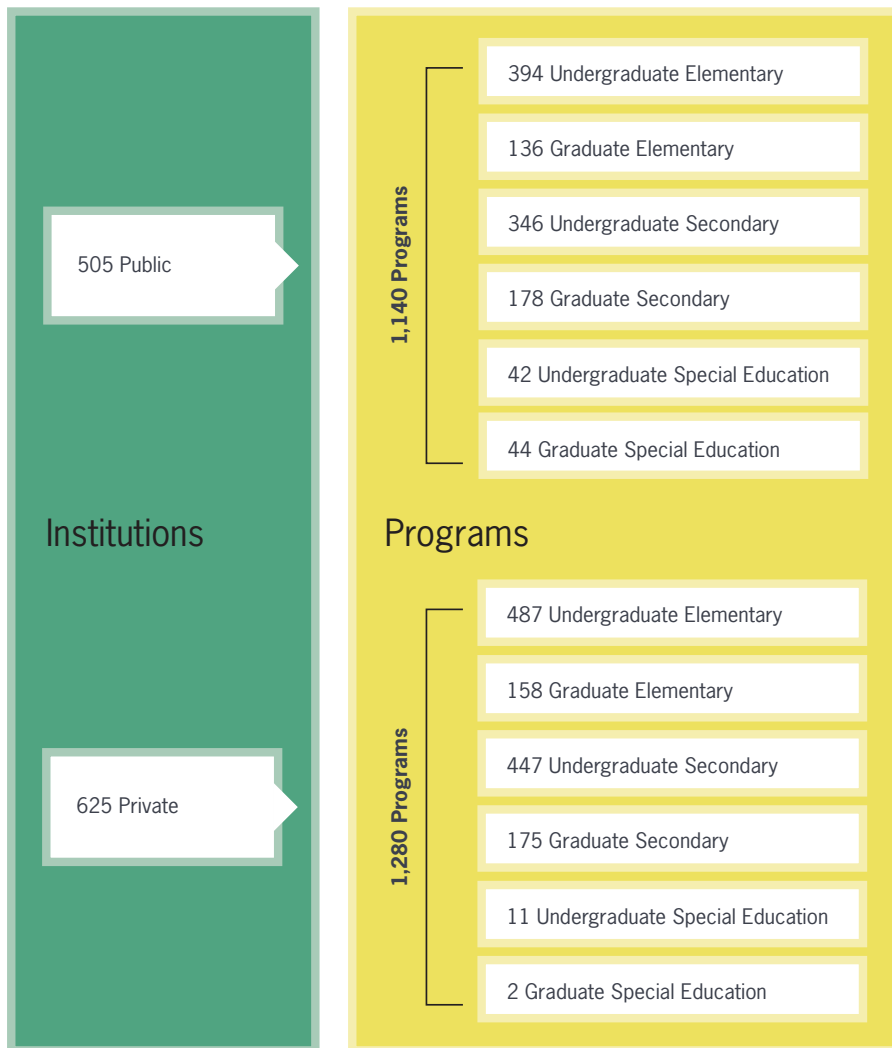 Institutions
505 Public
625 Private
Programs
1,140 Programs
394 Undergraduate Elementary
136 Graduate Elementary
346 Undergraduate Secondary
178 Graduate Secondary
42 Undergraduate Special Education
44 Graduate Special Education
1,280 Programs
487 Undergraduate Elementary
158 Graduate Elementary
447 Undergraduate Secondary
175 Graduate Secondary
11 Undergraduate Special Education
2 Graduate Special Education